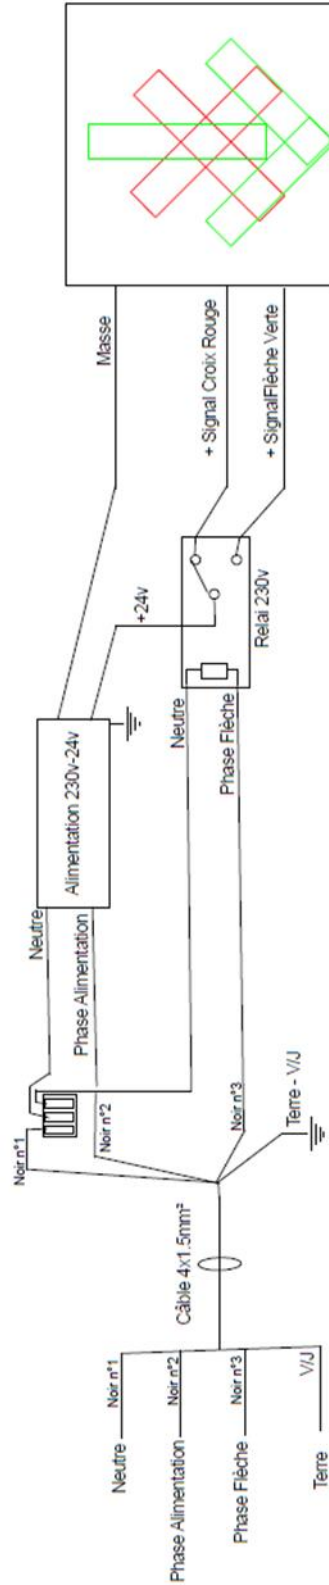 Neutre
Noir n°1
Phase Alimentation
Noir n°2
Phase Flèche
Noir n°3
Terre
V/J
Câble 4x1.5mm²
Noir n°1
Noir n°2
Noir n°3
Terre - V/J
Neutre
Phase Alimentation
Alimentation 230v-24v
Neutre
Phase Flèche
+24v
Relai 230v
Masse
+ Signal Croix Rouge
+ SignalFlèche Verte